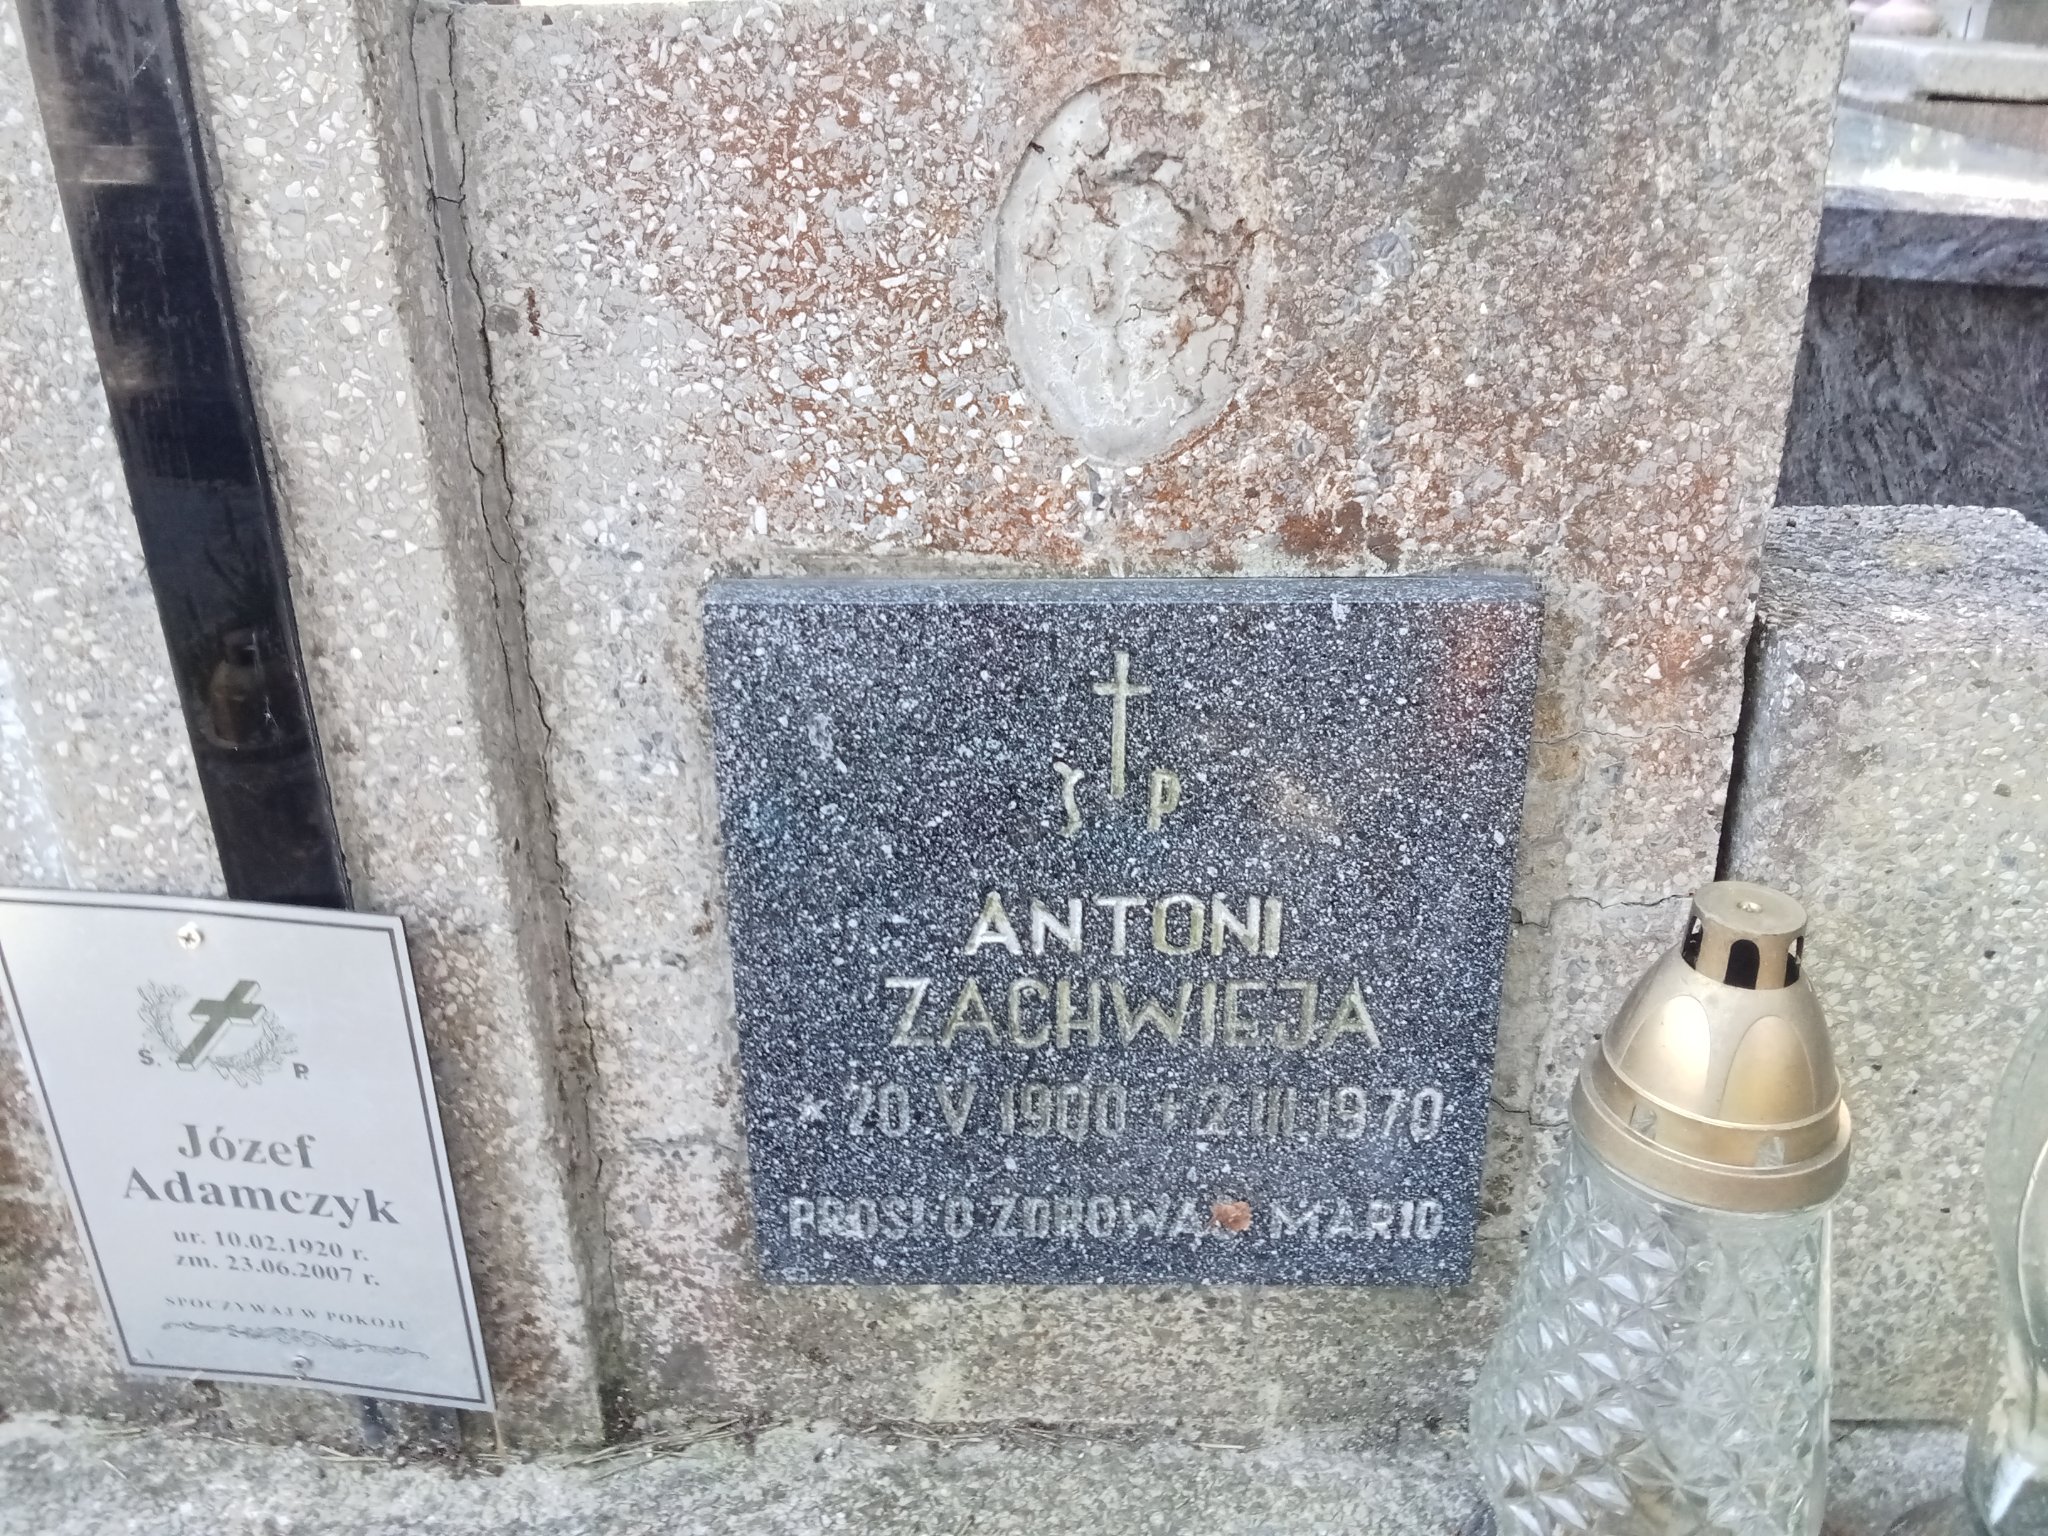 Ś. P.
Józef
Adamczyk
ur. 10.02.1920 r.
zm. 23.06.2007 r.
SPOCZYWAJ W POKOJU
Ś P
ANTONI
ZACHWIEJA
* 20 V 1900 + 2 III 1970
PROSI O ZDROWAŚ MARIO